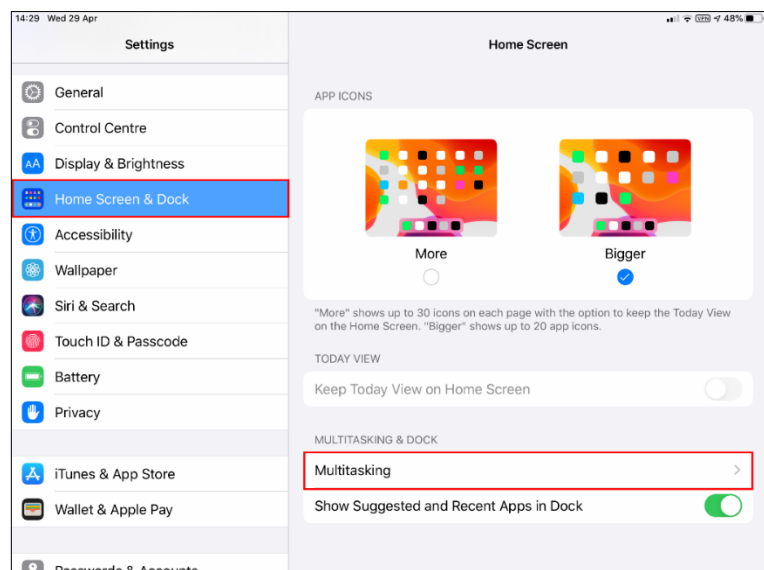 14:29 Wed 29 Apr
VPN 48%
Settings
Home Screen
General
Control Centre
AA Display & Brightness
Home Screen & Dock
Accessibility
Wallpaper
Siri & Search
Touch ID & Passcode
Battery
Privacy
iTunes & App Store
Wallet & Apple Pay
Passwords & Accounts
APP ICONS
More
Bigger
"More" shows up to 30 icons on each page with the option to keep the Today View
on the Home Screen. "Bigger" shows up to 20 app icons.
TODAY VIEW
Keep Today View on Home Screen
MULTITASKING & DOCK
Multitasking
Show Suggested and Recent Apps in Dock